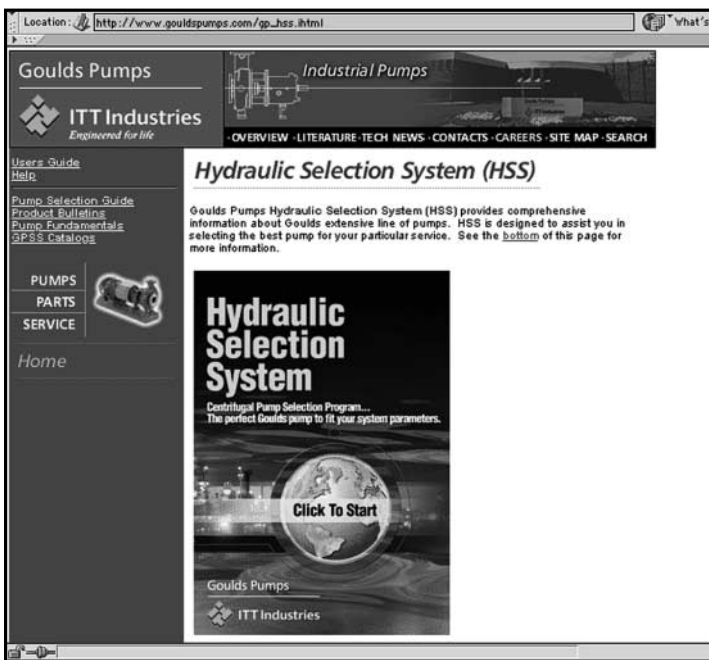 Location: http://www.gouldspumps.com/gp_hss.ihtml What's
Goulds Pumps
ITT Industries
Engineered for life
Industrial Pumps
·OVERVIEW ·LITERATURE·TECH NEWS ·CONTACTS ·CAREERS ·SITE MAP ·SEARCH
Users Guide
Help
Pump Selection Guide
Product Bulletins
Pump Fundamentals
GPSS Catalogs
PUMPS
PARTS
SERVICE
Home
Hydraulic Selection System (HSS)
Goulds Pumps Hydraulic Selection System (HSS) provides comprehensive
information about Goulds extensive line of pumps. HSS is designed to assist you in
selecting the best pump for your particular service. See the bottom of this page for
more information.
Hydraulic
Selection
System
Centrifugal Pump Selection Program...
The perfect Goulds pump to fit your system parameters.
Click To Start
Goulds Pumps
ITT Industries